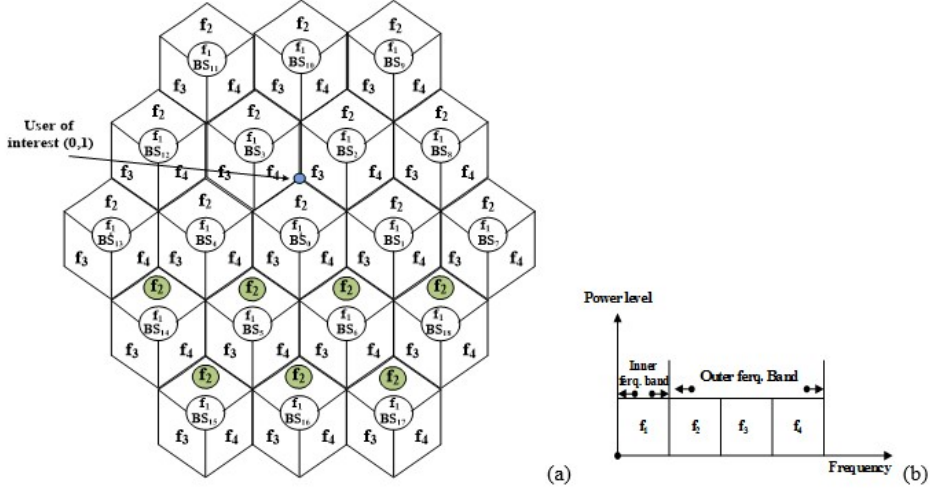 f₂ f₂ f₂
f₁ f₁ f₁
BS₁₁ BS₁₀ BS₉
f₃ f₄ f₃ f₄ f₃ f₄
f₂ f₂ f₂ f₂
User of
interest (0,1)
f₁ f₁ f₁ f₁
BS₁₂ BS₃ BS₂ BS₈
f₃ f₄ f₃ f₄ f₃ f₄ f₃ f₄
f₂ f₂ f₂ f₂ f₂
f₁ f₁ f₁ f₁ f₁
BS₁₃ BS₄ BS₀ BS₁ BS₇
f₃ f₄ f₃ f₄ f₃ f₄ f₃ f₄ f₃ f₄
f₂ f₂ f₂ f₂
f₁ f₁ f₁ f₁
BS₁₄ BS₅ BS₆ BS₁₈
f₃ f₄ f₃ f₄ f₃ f₄ f₃ f₄
f₂ f₂ f₂
f₁ f₁ f₁
BS₁₅ BS₁₆ BS₁₇
f₃ f₄ f₃ f₄ f₃ f₄
(a)
Power level
Inner
ferq. band
Outer ferq. Band
f₁ f₂ f₃ f₄
Frequency
(b)